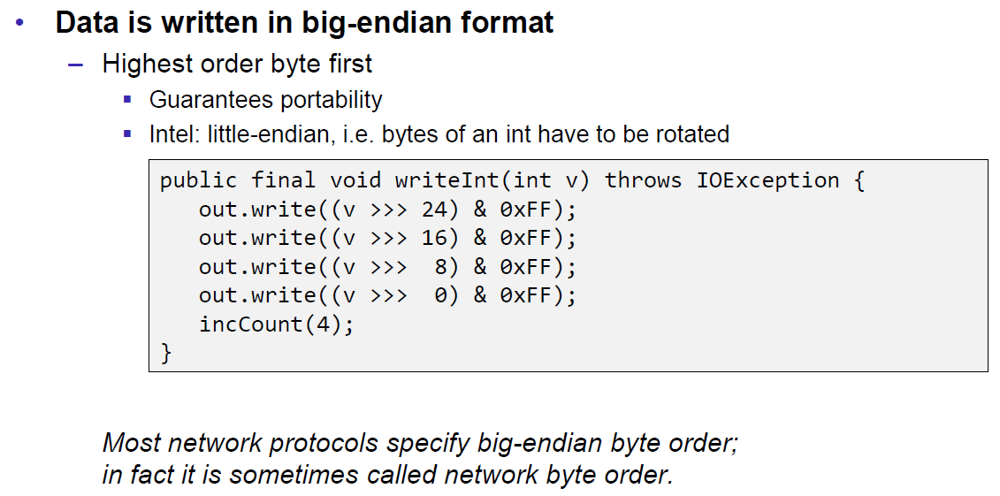 • Data is written in big-endian format
– Highest order byte first
▪ Guarantees portability
▪ Intel: little-endian, i.e. bytes of an int have to be rotated
public final void writeInt(int v) throws IOException {
   out.write((v >>> 24) & 0xFF);
   out.write((v >>> 16) & 0xFF);
   out.write((v >>>  8) & 0xFF);
   out.write((v >>>  0) & 0xFF);
   incCount(4);
}
Most network protocols specify big-endian byte order;
in fact it is sometimes called network byte order.